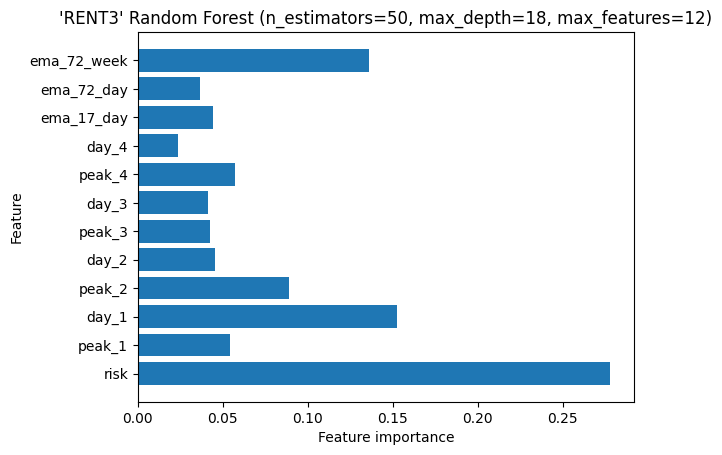 'RENT3' Random Forest (n_estimators=50, max_depth=18, max_features=12)
ema_72_week
ema_72_day
ema_17_day
day_4
peak_4
day_3
peak_3
day_2
peak_2
day_1
peak_1
risk
Feature
0.00 0.05 0.10 0.15 0.20 0.25
Feature importance